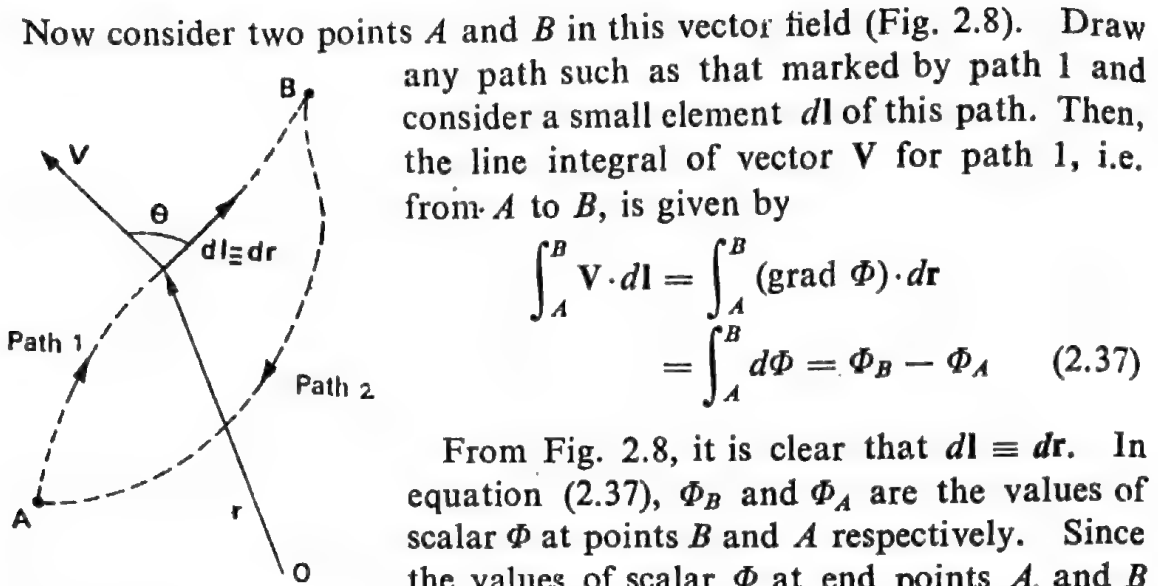 Now consider two points A and B in this vector field (Fig. 2.8). Draw
any path such as that marked by path 1 and
consider a small element dl of this path. Then,
the line integral of vector V for path 1, i.e.
from A to B, is given by
∫_A^B V·dl = ∫_A^B (grad Φ)·dr
= ∫_A^B dΦ = Φ_B − Φ_A (2.37)
From Fig. 2.8, it is clear that dl ≡ dr. In
equation (2.37), Φ_B and Φ_A are the values of
scalar Φ at points B and A respectively. Since
the values of scalar Φ at end points A and B
B
V
θ
dl≡dr
Path 1
Path 2
A
r
O